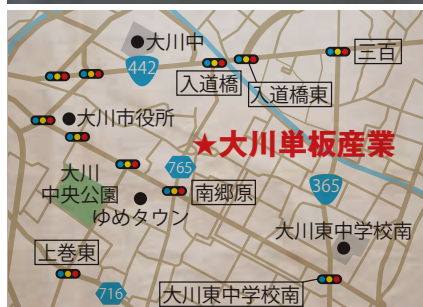 大川中
三百
442
入道橋
入道橋東
大川市役所
★大川単板産業
大川
中央公園
765
365
南郷原
ゆめタウン
大川東中学校南
上巻東
716
大川東中学校南